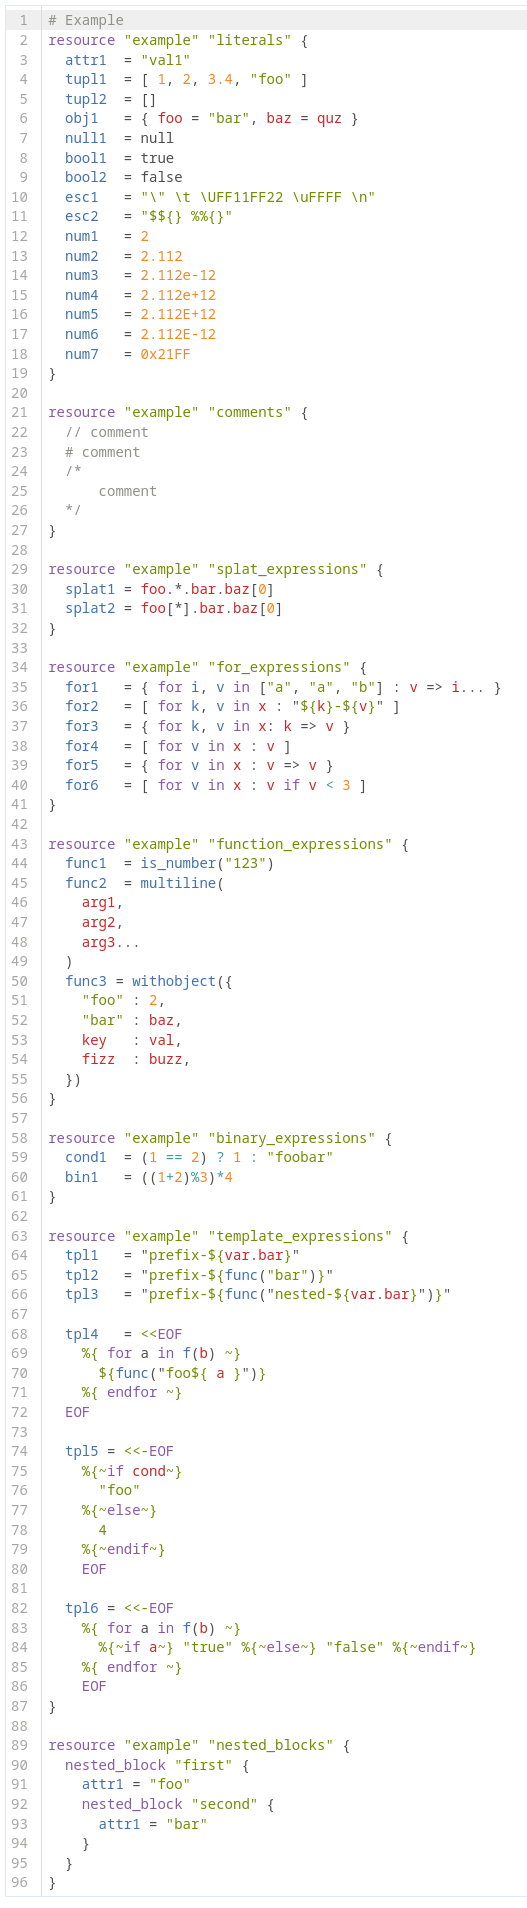 1 # Example
2 resource "example" "literals" {
3   attr1  = "val1"
4   tupl1  = [ 1, 2, 3.4, "foo" ]
5   tupl2  = []
6   obj1   = { foo = "bar", baz = quz }
7   null1  = null
8   bool1  = true
9   bool2  = false
10   esc1   = "\" \t \UFF11FF22 \uFFFF \n"
11   esc2   = "$${} %%{}"
12   num1   = 2
13   num2   = 2.112
14   num3   = 2.112e-12
15   num4   = 2.112e+12
16   num5   = 2.112E+12
17   num6   = 2.112E-12
18   num7   = 0x21FF
19 }
20
21 resource "example" "comments" {
22   // comment
23   # comment
24   /*
25       comment
26   */
27 }
28
29 resource "example" "splat_expressions" {
30   splat1 = foo.*.bar.baz[0]
31   splat2 = foo[*].bar.baz[0]
32 }
33
34 resource "example" "for_expressions" {
35   for1   = { for i, v in ["a", "a", "b"] : v => i... }
36   for2   = [ for k, v in x : "${k}-${v}" ]
37   for3   = { for k, v in x: k => v }
38   for4   = [ for v in x : v ]
39   for5   = { for v in x : v => v }
40   for6   = [ for v in x : v if v < 3 ]
41 }
42
43 resource "example" "function_expressions" {
44   func1  = is_number("123")
45   func2  = multiline(
46     arg1,
47     arg2,
48     arg3...
49   )
50   func3 = withobject({
51     "foo" : 2,
52     "bar" : baz,
53     key   : val,
54     fizz  : buzz,
55   })
56 }
57
58 resource "example" "binary_expressions" {
59   cond1  = (1 == 2) ? 1 : "foobar"
60   bin1   = ((1+2)%3)*4
61 }
62
63 resource "example" "template_expressions" {
64   tpl1   = "prefix-${var.bar}"
65   tpl2   = "prefix-${func("bar")}"
66   tpl3   = "prefix-${func("nested-${var.bar}")}"
67
68   tpl4   = <<EOF
69     %{ for a in f(b) ~}
70       ${func("foo${ a }")}
71     %{ endfor ~}
72   EOF
73
74   tpl5 = <<-EOF
75     %{~if cond~}
76       "foo"
77     %{~else~}
78       4
79     %{~endif~}
80     EOF
81
82   tpl6 = <<-EOF
83     %{ for a in f(b) ~}
84       %{~if a~} "true" %{~else~} "false" %{~endif~}
85     %{ endfor ~}
86     EOF
87 }
88
89 resource "example" "nested_blocks" {
90   nested_block "first" {
91     attr1 = "foo"
92     nested_block "second" {
93       attr1 = "bar"
94     }
95   }
96 }